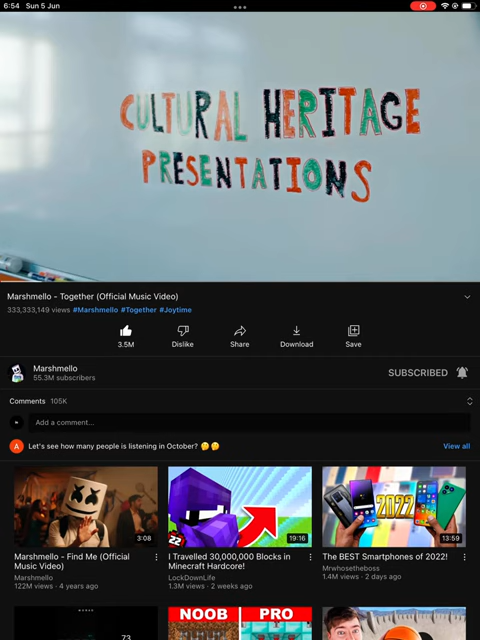 6:54 Sun 5 Jun
CULTURAL HERITAGE
PRESENTATIONS
Marshmello - Together (Official Music Video)
333,333,149 views #Marshmello #Together #Joytime
3.5M Dislike Share Download Save
Marshmello
55.3M subscribers
SUBSCRIBED
Comments 105K
Add a comment...
A Let's see how many people is listening in October? 🤔🤔 View all
3:08
22
19:16
2022
13:59
Marshmello - Find Me (Official
Music Video)
Marshmello
122M views · 4 years ago
I Travelled 30,000,000 Blocks in
Minecraft Hardcore!
LockDownLife
1.3M views · 2 weeks ago
The BEST Smartphones of 2022!
Mrwhosetheboss
1.4M views · 2 days ago
73
NOOB PRO